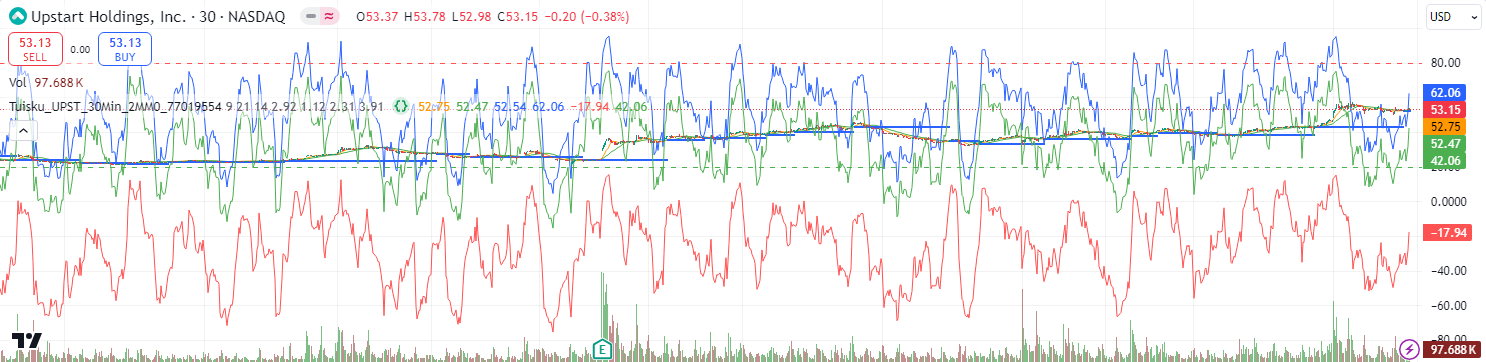 Upstart Holdings, Inc. · 30 · NASDAQ O53.37 H53.78 L52.98 C53.15 −0.20 (−0.38%)
USD
53.13
SELL
0.00
53.13
BUY
Vol 97.688 K
Tuisku_UPST_30Min_2MM0_77019554 9 21 14 2.92 1.12 2.31 3.91 52.75 52.47 52.54 62.06 −17.94 42.06
80.00
62.06
53.15
52.75
52.47
42.06
20.00
0.0000
−17.94
−40.00
−60.00
−80.00
97.688 K
E